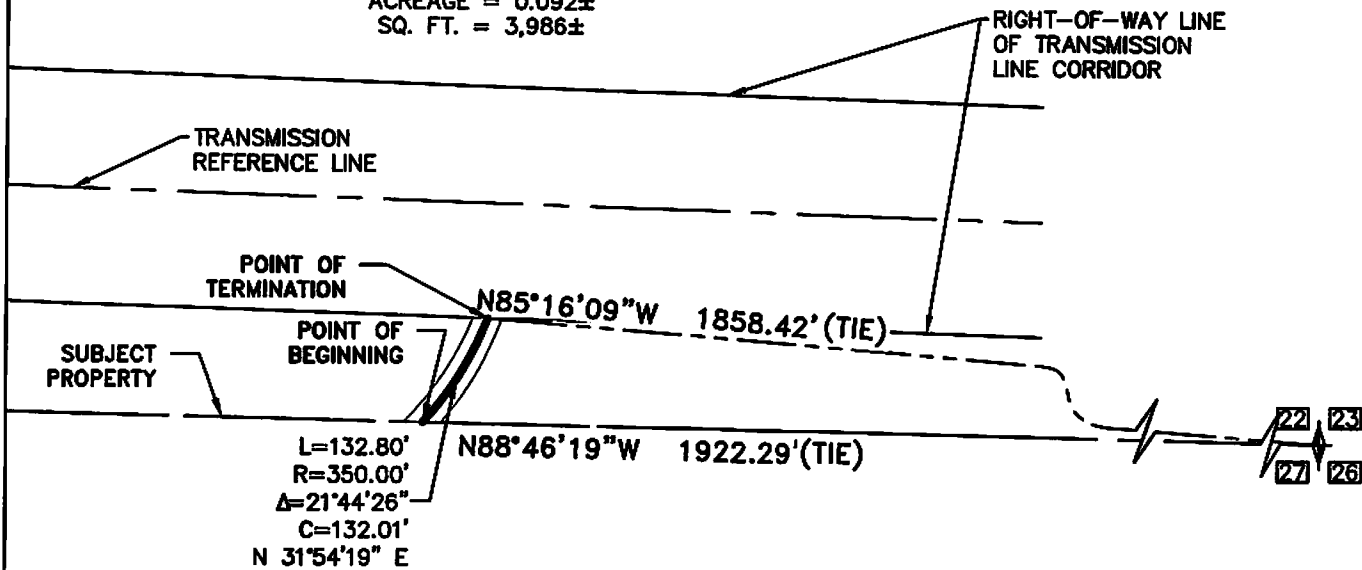 ACREAGE = 0.092±
SQ. FT. = 3,986±
RIGHT-OF-WAY LINE
OF TRANSMISSION
LINE CORRIDOR
TRANSMISSION
REFERENCE LINE
POINT OF
TERMINATION
N85°16'09"W 1858.42' (TIE)
POINT OF
BEGINNING
SUBJECT
PROPERTY
L=132.80'
R=350.00'
Δ=21°44'26"
C=132.01'
N 31°54'19" E
N88°46'19"W 1922.29'(TIE)
22 23
27 26